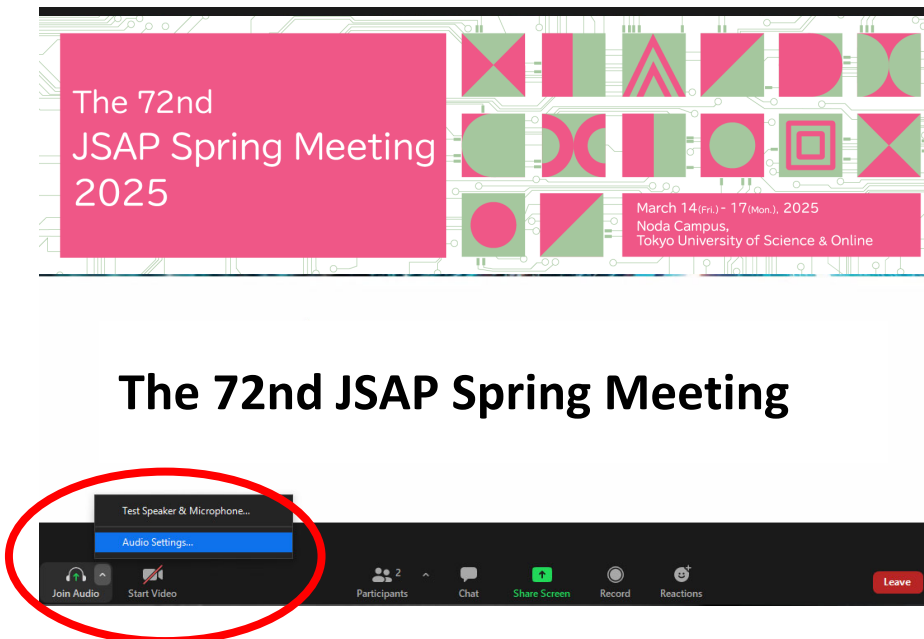 The 72nd
JSAP Spring Meeting
2025
March 14(Fri.) - 17(Mon.), 2025
Noda Campus,
Tokyo University of Science & Online
The 72nd JSAP Spring Meeting
Test Speaker & Microphone...
Audio Settings...
2
Join Audio
Start Video
Participants
Chat
Share Screen
Record
Reactions
Leave